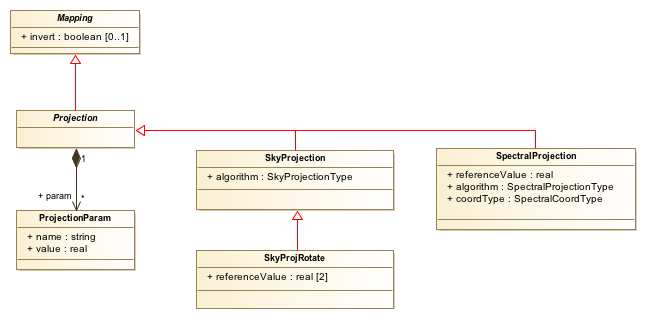 Mapping
+ invert : boolean [0..1]
Projection
1
+ param
*
ProjectionParam
+ name : string
+ value : real
SkyProjection
+ algorithm : SkyProjectionType
SkyProjRotate
+ referenceValue : real [2]
SpectralProjection
+ referenceValue : real
+ algorithm : SpectralProjectionType
+ coordType : SpectralCoordType